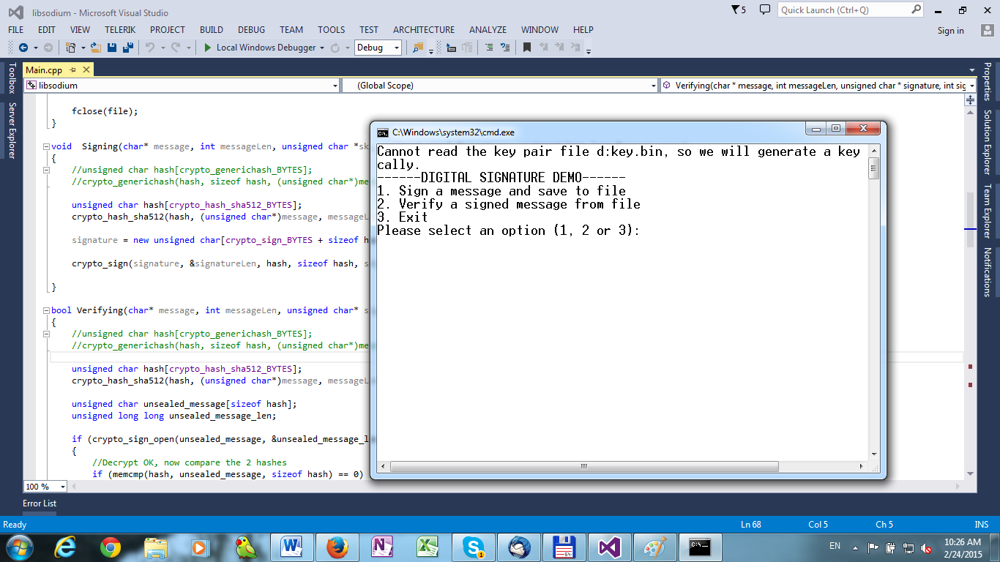 libsodium - Microsoft Visual Studio
5
Quick Launch (Ctrl+Q)
FILE EDIT VIEW TELERIK PROJECT BUILD DEBUG TEAM TOOLS TEST ARCHITECTURE ANALYZE WINDOW HELP
Sign in
Local Windows Debugger
Debug
Toolbox
Server Explorer
Main.cpp
libsodium
(Global Scope)
Verifying(char * message, int messageLen, unsigned char * signature, int sig
Properties
Solution Explorer
Team Explorer
Notifications
fclose(file);
}
void Signing(char* message, int messageLen, unsigned char *sk
{
//unsigned char hash[crypto_generichash_BYTES];
//crypto_generichash(hash, sizeof hash, (unsigned char*)me
unsigned char hash[crypto_hash_sha512_BYTES];
crypto_hash_sha512(hash, (unsigned char*)message, messageL
signature = new unsigned char[crypto_sign_BYTES + sizeof h
crypto_sign(signature, &signatureLen, hash, sizeof hash, s
}
bool Verifying(char* message, int messageLen, unsigned char* s
{
//unsigned char hash[crypto_generichash_BYTES];
//crypto_generichash(hash, sizeof hash, (unsigned char*)me
unsigned char hash[crypto_hash_sha512_BYTES];
crypto_hash_sha512(hash, (unsigned char*)message, messageL
unsigned char unsealed_message[sizeof hash];
unsigned long long unsealed_message_len;
if (crypto_sign_open(unsealed_message, &unsealed_message_l
{
//Decrypt OK, now compare the 2 hashes
if (memcmp(hash, unsealed_message, sizeof hash) == 0)
C:\Windows\system32\cmd.exe
Cannot read the key pair file d:key.bin, so we will generate a key
cally.
------DIGITAL SIGNATURE DEMO------
1. Sign a message and save to file
2. Verify a signed message from file
3. Exit
Please select an option (1, 2 or 3):
100 %
Error List
Ready
Ln 68 Col 5 Ch 5 INS
EN
10:26 AM
2/24/2015